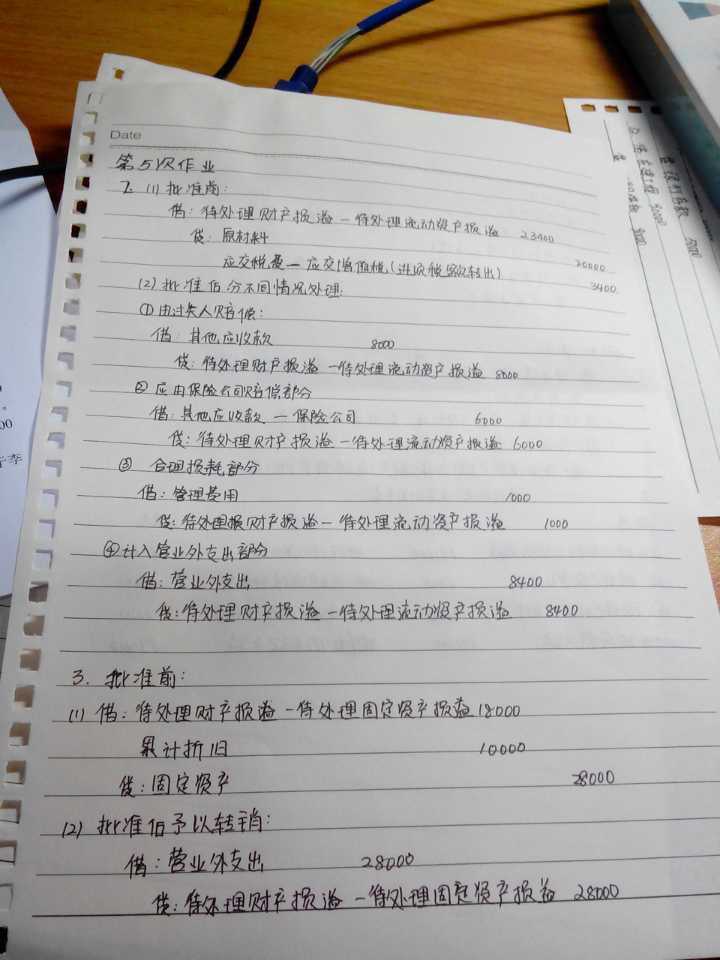 Date
第5次作业
2. (1) 批准前:
借: 待处理财产损溢—待处理流动资产损溢 23400
贷: 原材料 20000
应交税费—应交增值税(进项税额转出) 3400
(2) 批准后分不同情况处理:
① 由过失人赔偿:
借: 其他应收款 8000
贷: 待处理财产损溢—待处理流动资产损溢 8000
② 应由保险公司赔偿部分
借: 其他应收款—保险公司 6000
贷: 待处理财产损溢—待处理流动资产损溢 6000
③ 合理损耗部分
借: 管理费用 1000
贷: 待处理损财产损溢—待处理流动资产损溢 1000
④ 计入营业外支出部分
借: 营业外支出 8400
贷: 待处理财产损溢—待处理流动资产损溢 8400
3. 批准前:
(1) 借: 待处理财产损溢—待处理固定资产损溢 18000
累计折旧 10000
贷: 固定资产 28000
(2) 批准后予以转销:
借: 营业外支出 28000
贷: 待处理财产损溢—待处理固定资产损益 28000